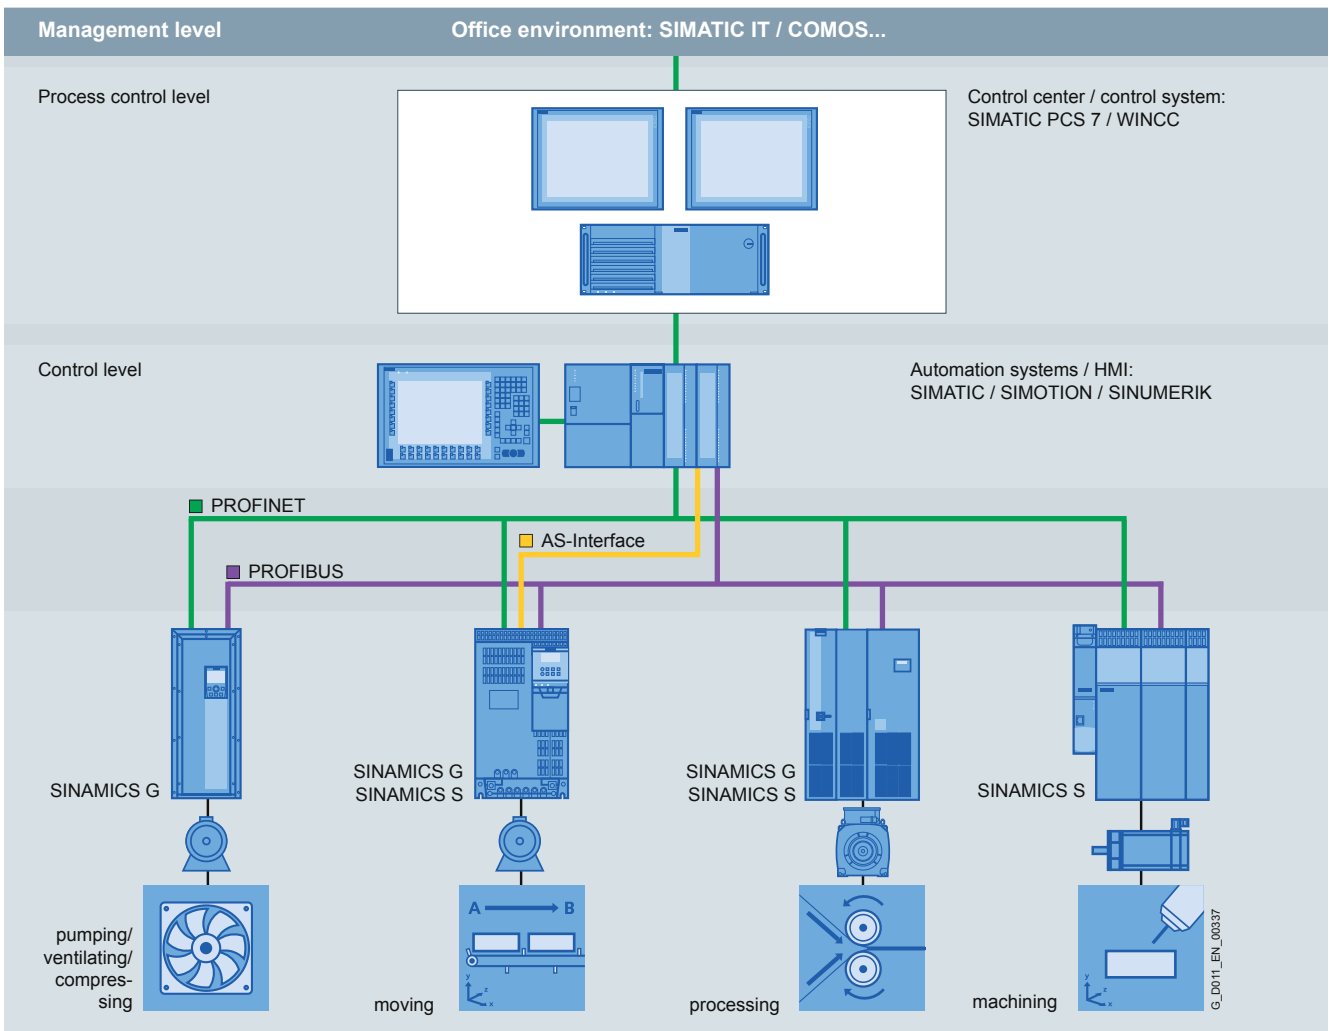 Management level
Office environment: SIMATIC IT / COMOS...
Process control level
Control center / control system:
SIMATIC PCS 7 / WINCC
Control level
Automation systems / HMI:
SIMATIC / SIMOTION / SINUMERIK
PROFINET
AS-Interface
PROFIBUS
SINAMICS G
SINAMICS G
SINAMICS S
SINAMICS G
SINAMICS S
SINAMICS S
pumping/
ventilating/
compres-
sing
A B
y
z
x
moving
processing
y
z
x
machining
G_D011_EN_00337